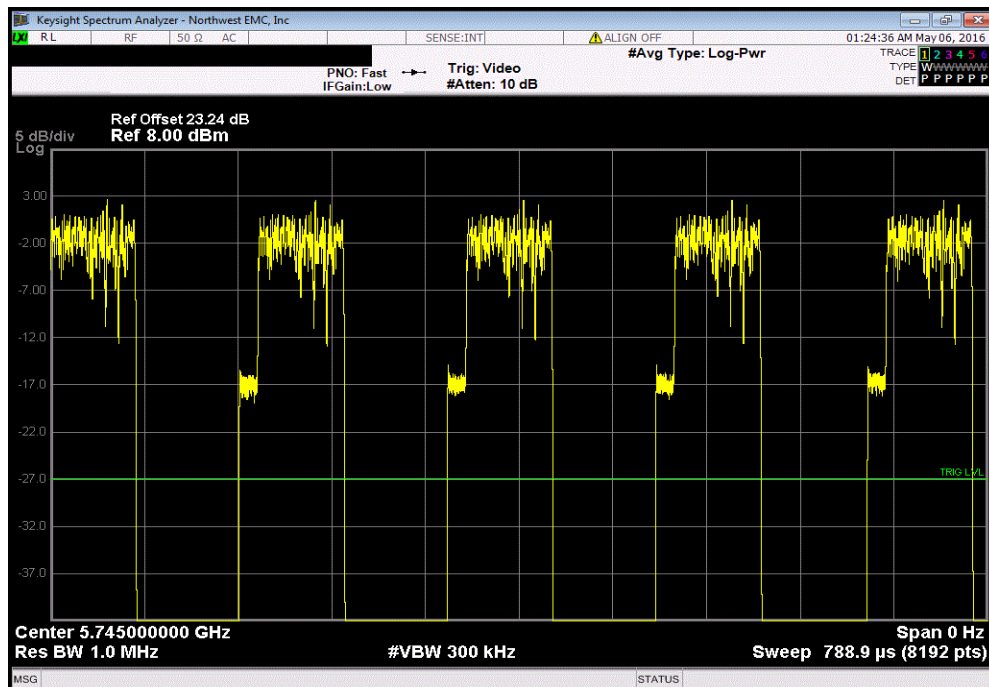 Keysight Spectrum Analyzer - Northwest EMC, Inc
LXI RL RF 50 Ω AC SENSE:INT ALIGN OFF 01:24:36 AM May 06, 2016
#Avg Type: Log-Pwr
TRACE 1 2 3 4 5 6
PNO: Fast Trig: Video TYPE WWWWWW
IFGain:Low #Atten: 10 dB DET P P P P P P
Ref Offset 23.24 dB
5 dB/div Ref 8.00 dBm
Log
3.00
-2.00
-7.00
-12.0
-17.0
-22.0
-27.0 TRIG LVL
-32.0
-37.0
Center 5.745000000 GHz Span 0 Hz
Res BW 1.0 MHz #VBW 300 kHz Sweep 788.9 µs (8192 pts)
MSG STATUS